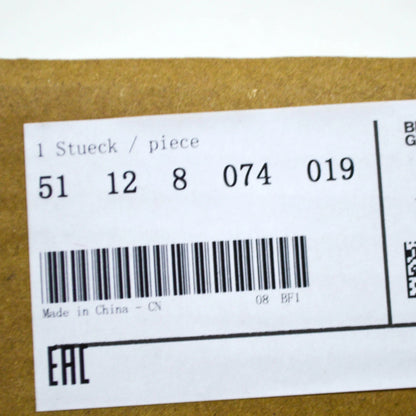 1 Stueck / piece
51 12 8 074 019
Made in China - CN
08 BF1
EAC